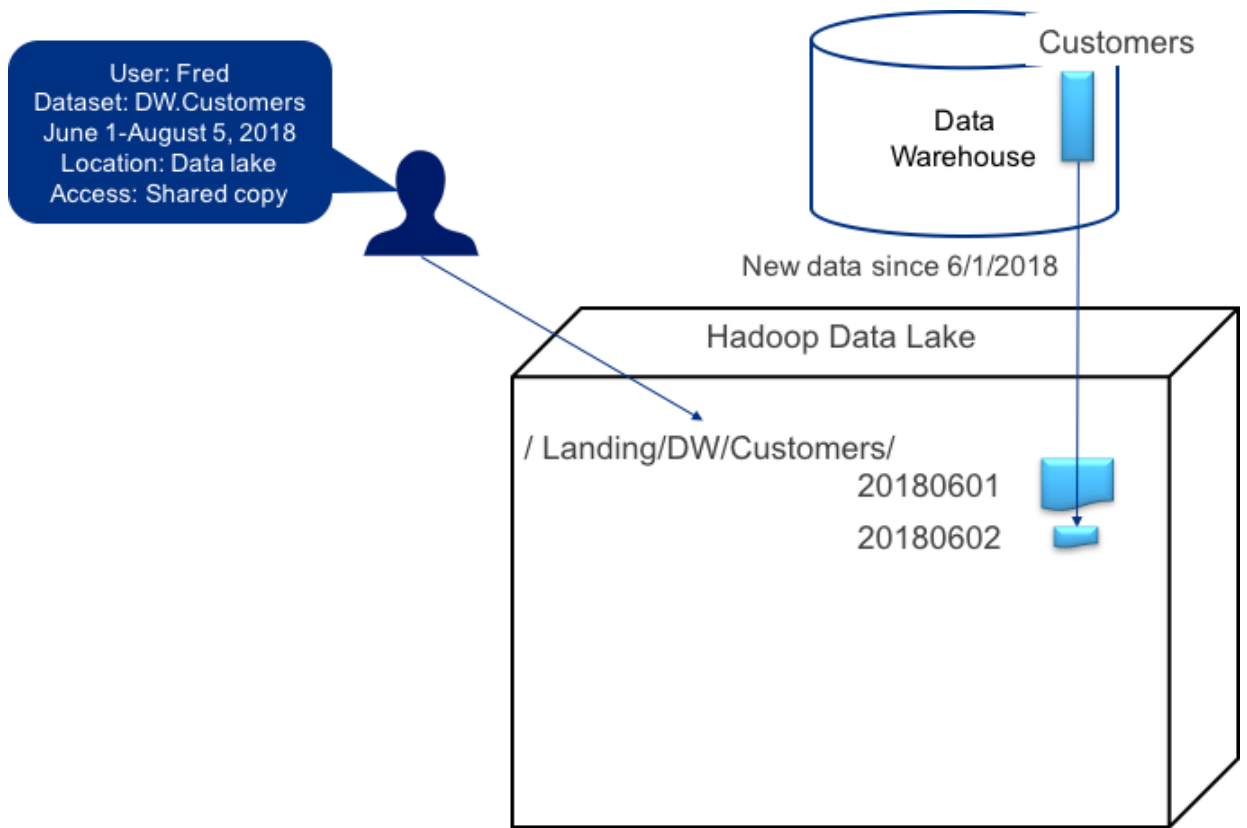 User: Fred
Dataset: DW.Customers
June 1-August 5, 2018
Location: Data lake
Access: Shared copy
Customers
Data
Warehouse
New data since 6/1/2018
Hadoop Data Lake
/ Landing/DW/Customers/
20180601
20180602